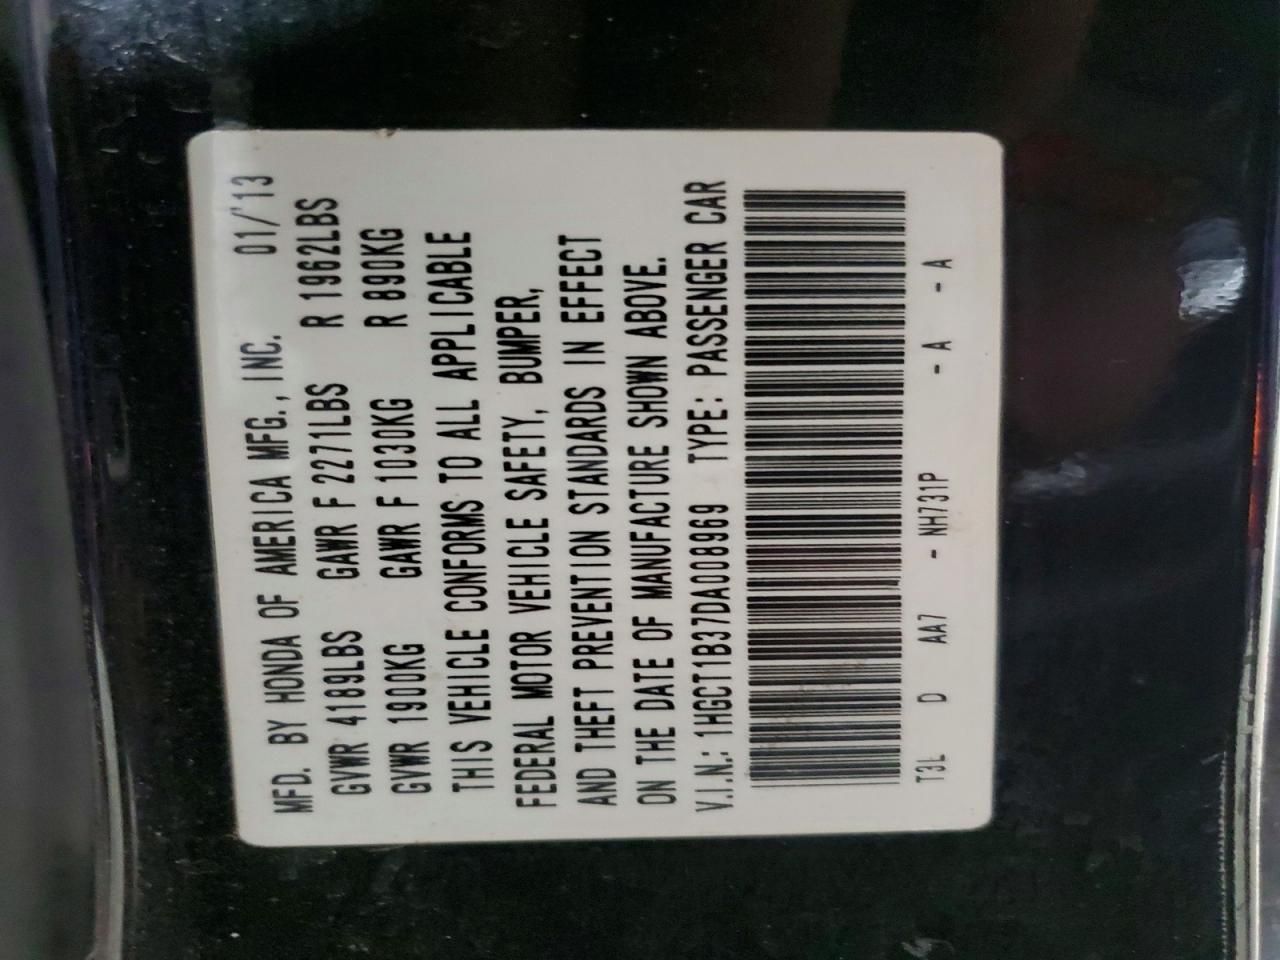 MFD. BY HONDA OF AMERICA MFG., INC. 01/'13
GVWR 4189LBS GAWR F 2271LBS R 1962LBS
GVWR 1900KG GAWR F 1030KG R 890KG
THIS VEHICLE CONFORMS TO ALL APPLICABLE
FEDERAL MOTOR VEHICLE SAFETY, BUMPER,
AND THEFT PREVENTION STANDARDS IN EFFECT
ON THE DATE OF MANUFACTURE SHOWN ABOVE.
V.I.N.: 1HGCT1B37DA008969 TYPE: PASSENGER CAR
T3L D AA7 - NH731P - A - A